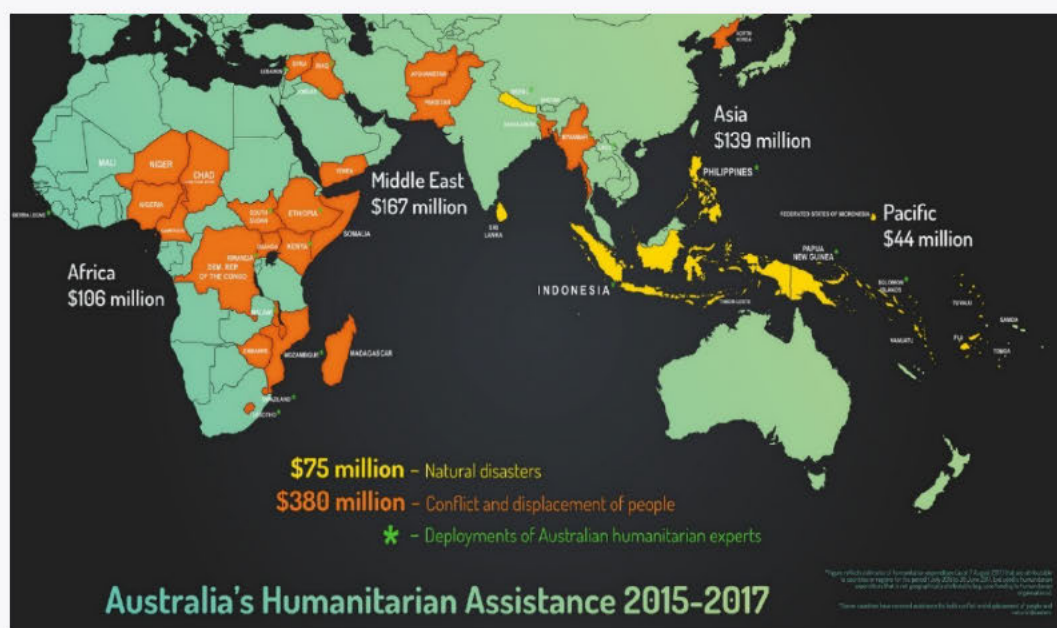 NORTH
KOREA
SYRIA
IRAQ
LEBANON
JORDAN
AFGHANISTAN
PAKISTAN
NEPAL
BANGLADESH
MYANMAR
Asia
$139 million
PHILIPPINES
MALI
NIGER
CHAD
YEMEN
Middle East
$167 million
NIGERIA
CAMEROON
SOUTH
SUDAN
ETHIOPIA
SIERRA LEONE
SOMALIA
SRI
LANKA
FEDERATED STATES OF MICRONESIA
Pacific
$44 million
UGANDA
KENYA
RWANDA
DEM. REP
OF THE CONGO
Africa
$106 million
PAPUA
NEW GUINEA
INDONESIA
SOLOMON
ISLANDS
TIMOR-LESTE
TUVALU
MALAWI
SAMOA
VANUATU
FIJI
TONGA
ZIMBABWE
MOZAMBIQUE
MADAGASCAR
SWAZILAND
LESOTHO
$75 million – Natural disasters
$380 million – Conflict and displacement of people
* – Deployments of Australian humanitarian experts
Australia's Humanitarian Assistance 2015-2017